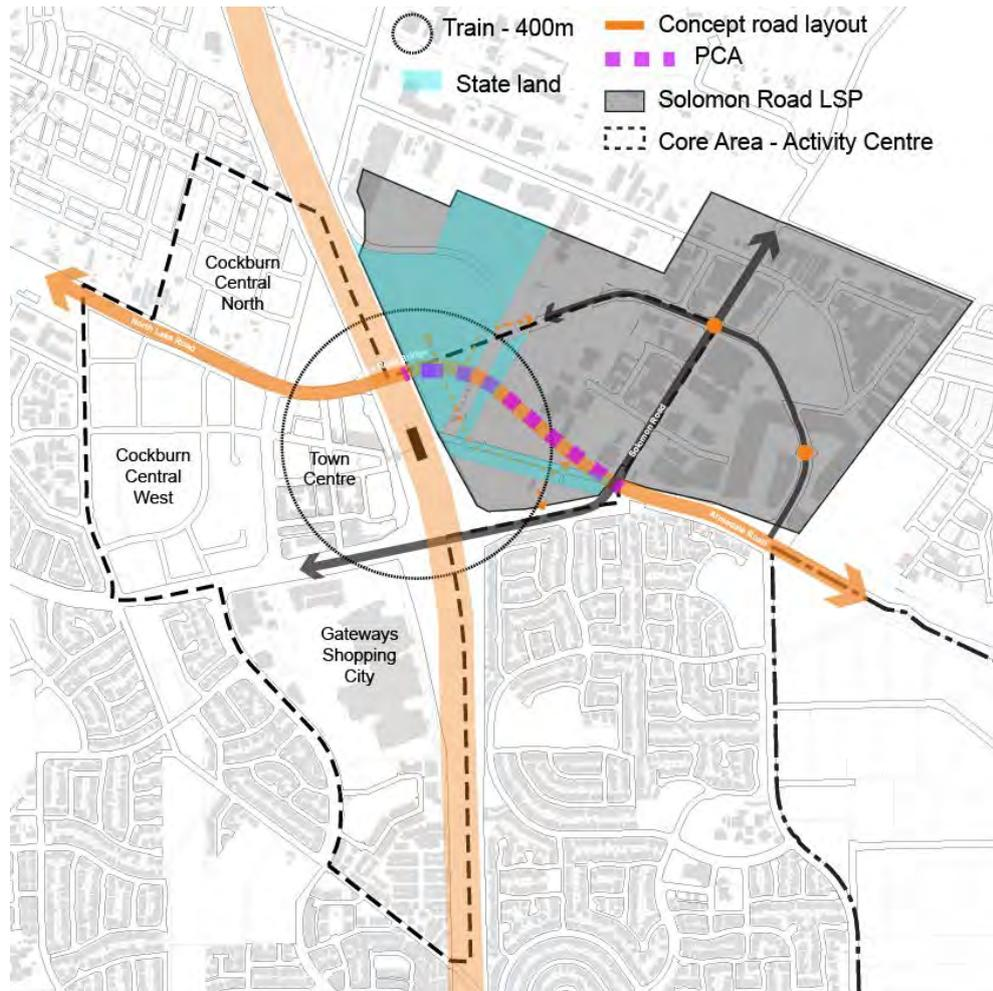 Train - 400m
State land
Concept road layout
PCA
Solomon Road LSP
Core Area - Activity Centre
Cockburn
Central
North
North Lake Road
Cockburn
Central
West
Town
Centre
Solomon Road
Armadale Road
Gateways
Shopping
City